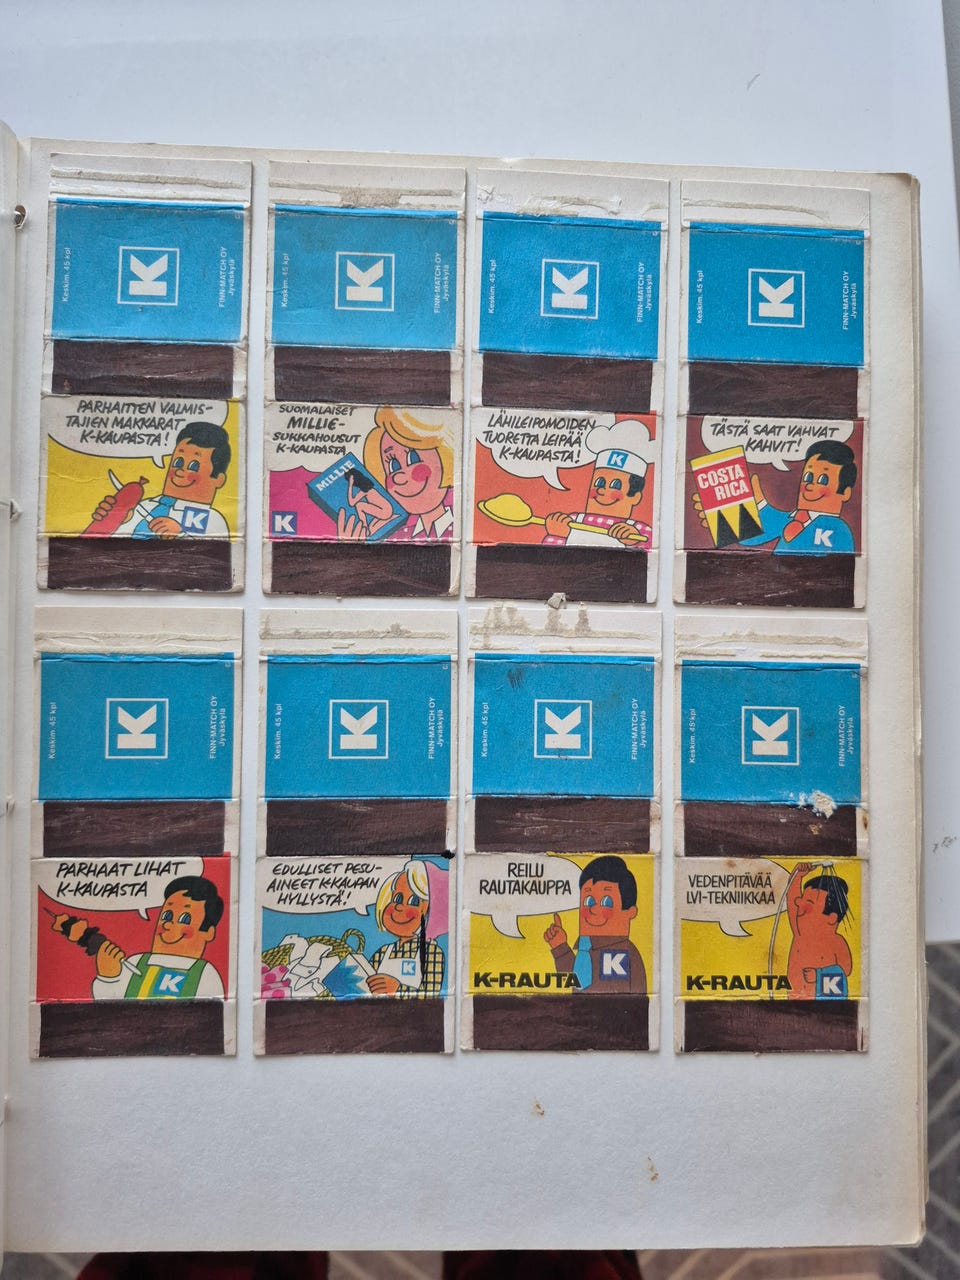 Keskim. 45 kpl
K
FINN-MATCH OY
Jyväskylä
PARHAITTEN VALMIS-
TAJIEN MAKKARAT
K-KAUPASTA!
K
Keskim. 45 kpl
K
FINN-MATCH OY
Jyväskylä
SUOMALAISET
MILLIE-
SUKKAHOUSUT
K-KAUPASTA
MILLIE
K
Keskim. 45 kpl
K
FINN-MATCH OY
Jyväskylä
LÄHILEIPOMOIDEN
TUORETTA LEIPÄÄ
K-KAUPASTA!
K
Keskim. 45 kpl
K
FINN-MATCH OY
Jyväskylä
TÄSTÄ SAAT VAHVAT
KAHVIT!
COSTA
RICA
K
Keskim. 45 kpl
K
FINN-MATCH OY
Jyväskylä
PARHAAT LIHAT
K-KAUPASTA
K
Keskim. 45 kpl
K
FINN-MATCH OY
Jyväskylä
EDULLISET PESU-
AINEET K-KAUPAN
HYLLYSTÄ!
K
Keskim. 45 kpl
K
FINN-MATCH OY
Jyväskylä
REILU
RAUTAKAUPPA
K-RAUTA
K
Keskim. 45 kpl
K
FINN-MATCH OY
Jyväskylä
VEDENPITÄVÄÄ
LVI-TEKNIIKKAA
K-RAUTA
K